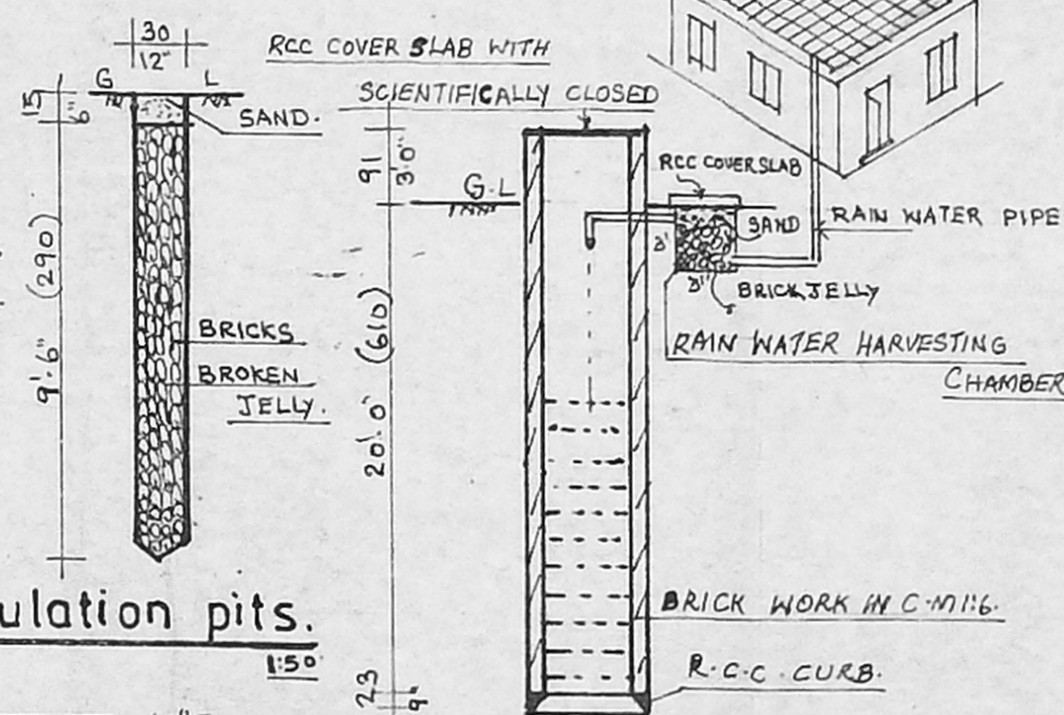 30
12"
G L
15
6"
SAND.
9'.6" (290)
BRICKS
BROKEN
JELLY.
ulation pits.
1:50
RCC COVER SLAB WITH
SCIENTIFICALLY CLOSED
91
3'0"
G.L
20'.0" (610)
23
9"
RCC COVERSLAB
SAND
RAIN WATER PIPE
BRICK JELLY
RAIN WATER HARVESTING
CHAMBER
BRICK WORK IN C.M 1:6.
R.C.C. CURB.